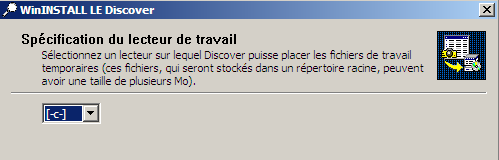 WinINSTALL LE Discover
Spécification du lecteur de travail
Sélectionnez un lecteur sur lequel Discover puisse placer les fichiers de travail
temporaires (ces fichiers, qui seront stockés dans un répertoire racine, peuvent
avoir une taille de plusieurs Mo).
[-c-]